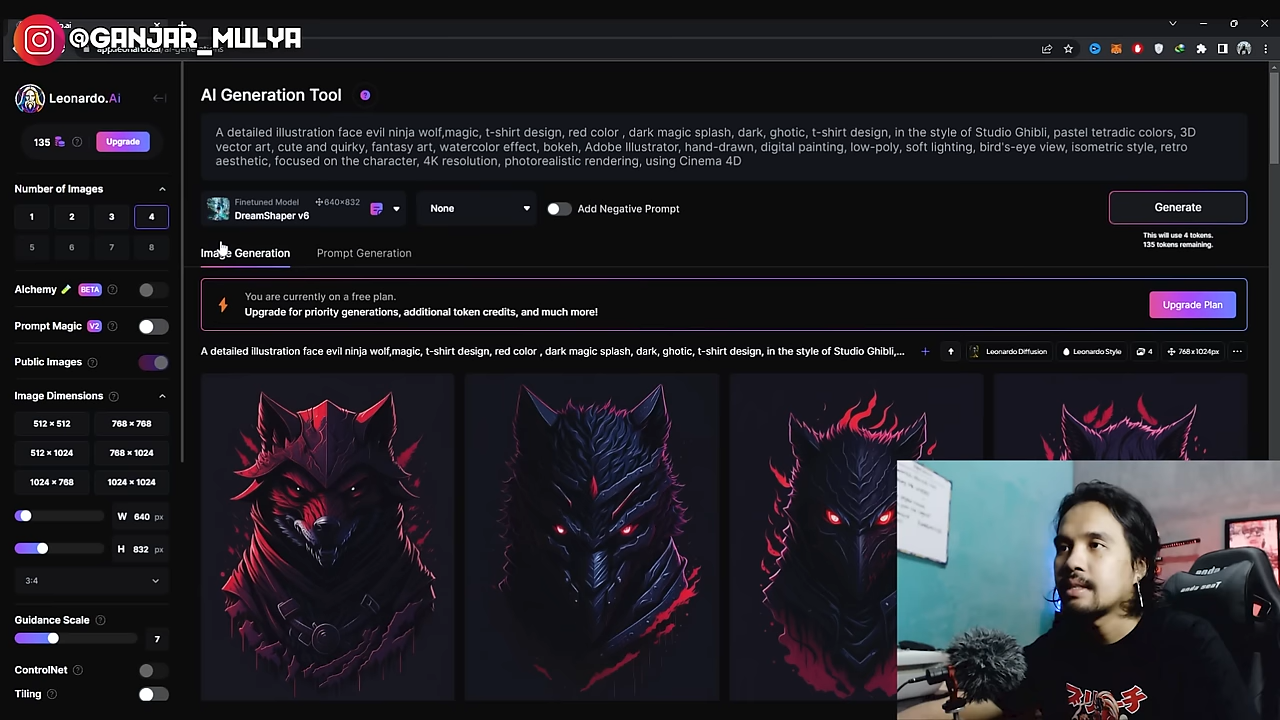 @GANJAR_MULYA
Leonardo.Ai
135
Upgrade
Number of Images
1 2 3 4
5 6 7 8
Alchemy BETA
Prompt Magic V2
Public Images
Image Dimensions
512 × 512 768 × 768
512 × 1024 768 × 1024
1024 × 768 1024 × 1024
W 640 px
H 832 px
3:4
Guidance Scale
7
ControlNet
Tiling
AI Generation Tool
A detailed illustration face evil ninja wolf,magic, t-shirt design, red color , dark magic splash, dark, ghotic, t-shirt design, in the style of Studio Ghibli, pastel tetradic colors, 3D
vector art, cute and quirky, fantasy art, watercolor effect, bokeh, Adobe Illustrator, hand-drawn, digital painting, low-poly, soft lighting, bird's-eye view, isometric style, retro
aesthetic, focused on the character, 4K resolution, photorealistic rendering, using Cinema 4D
Finetuned Model 640×832
DreamShaper v6
None
Add Negative Prompt
Generate
This will use 4 tokens.
135 tokens remaining.
Image Generation Prompt Generation
You are currently on a free plan.
Upgrade for priority generations, additional token credits, and much more!
Upgrade Plan
A detailed illustration face evil ninja wolf,magic, t-shirt design, red color , dark magic splash, dark, ghotic, t-shirt design, in the style of Studio Ghibli,...
Leonardo Diffusion Leonardo Style 4 768x1024px